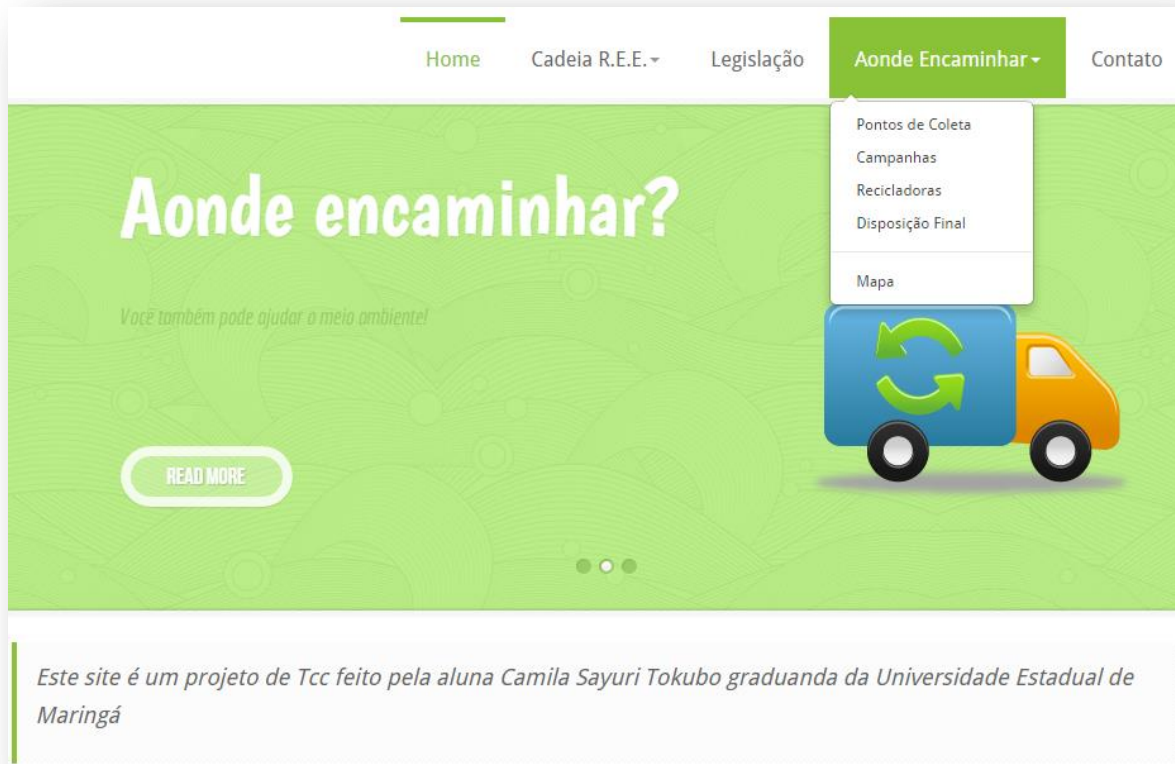 Home Cadeia R.E.E. Legislação Aonde Encaminhar Contato
Pontos de Coleta
Campanhas
Recicladoras
Disposição Final
Mapa
Aonde encaminhar?
Você também pode ajudar o meio ambiente!
READ MORE
Este site é um projeto de Tcc feito pela aluna Camila Sayuri Tokubo graduanda da Universidade Estadual de
Maringá